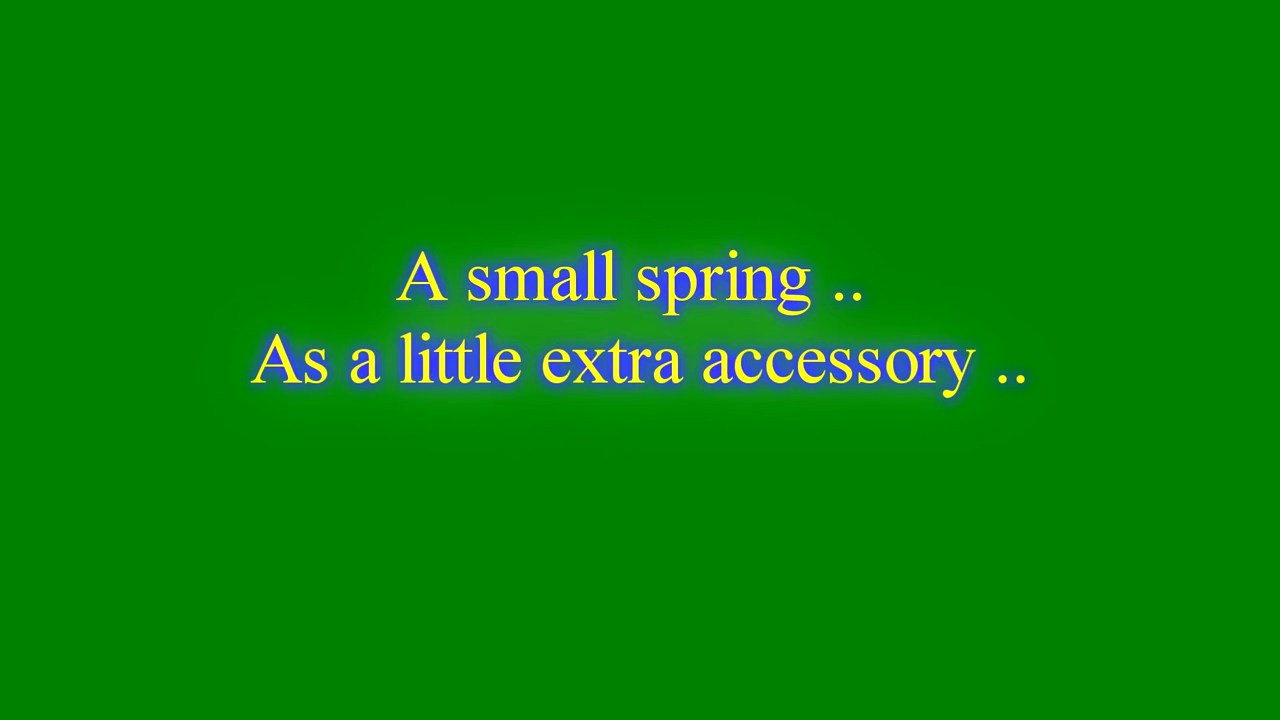 A small spring ..
As a little extra accessory ..